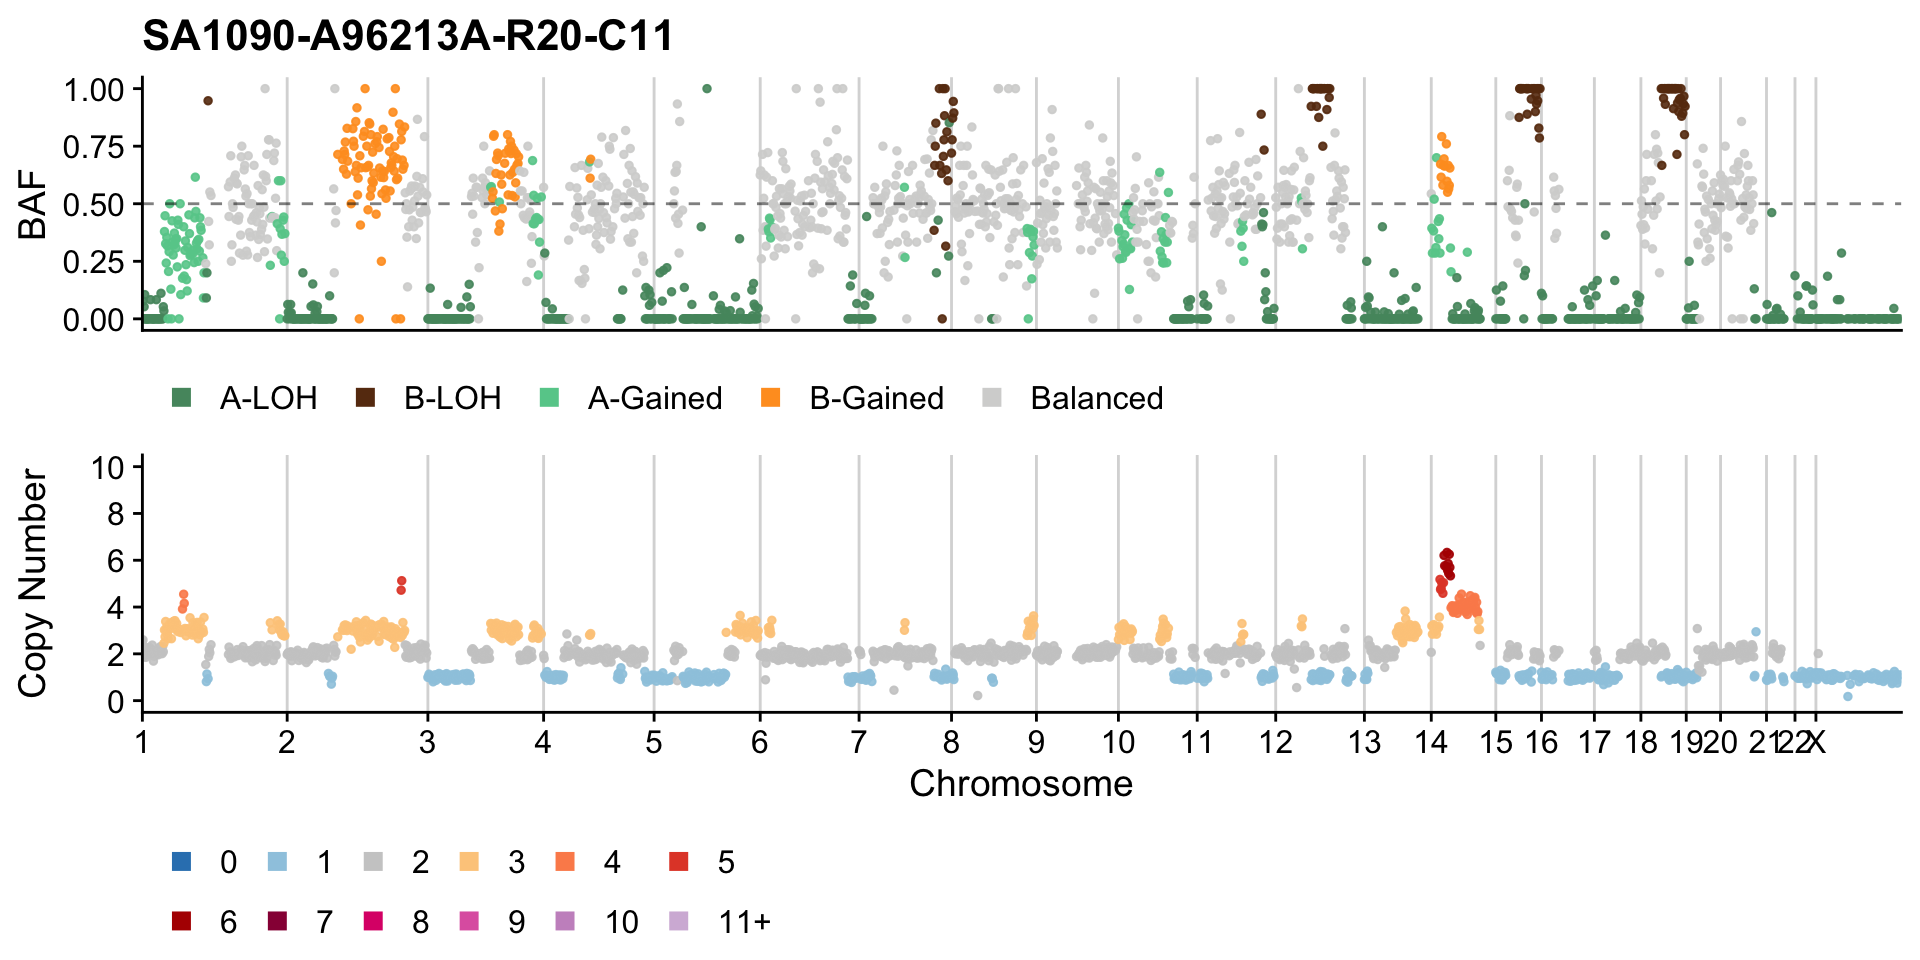 SA1090-A96213A-R20-C11
BAF
1.00
0.75
0.50
0.25
0.00
A-LOH B-LOH A-Gained B-Gained Balanced
Copy Number
10
8
6
4
2
0
1 2 3 4 5 6 7 8 9 10 11 12 13 14 15 16 17 18 19 20 21 22 X
Chromosome
0 1 2 3 4 5
6 7 8 9 10 11+